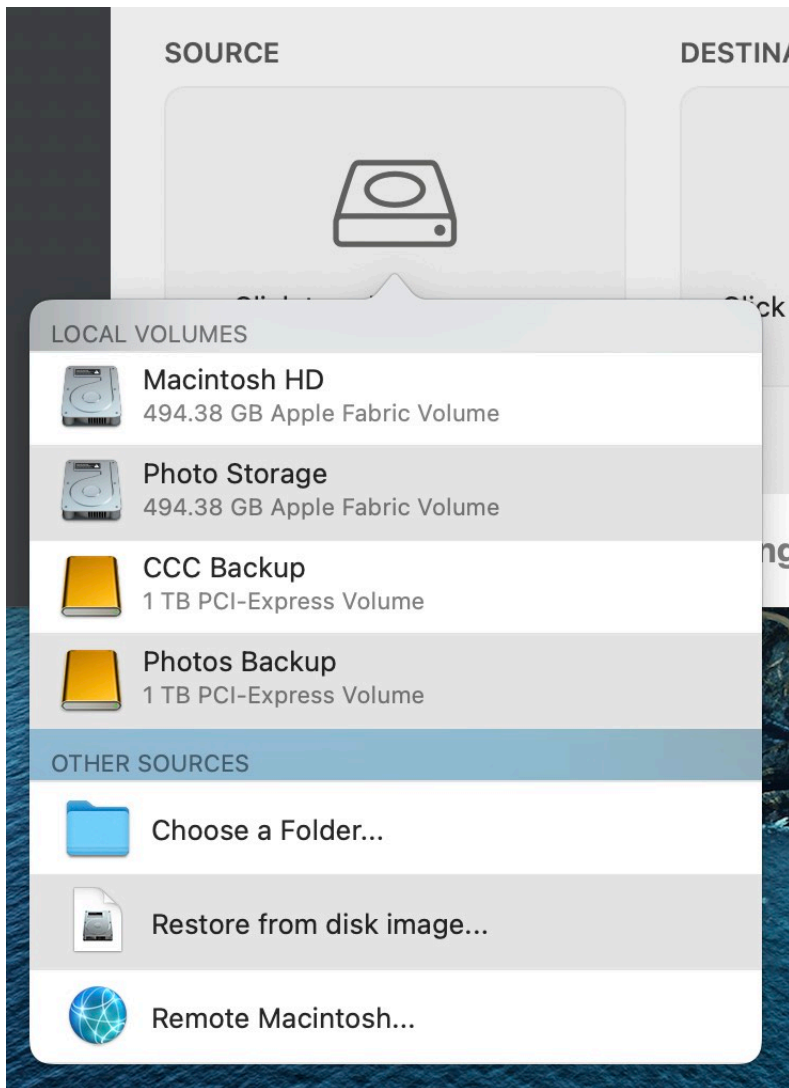 SOURCE
DESTINA
Click
LOCAL VOLUMES
Macintosh HD
494.38 GB Apple Fabric Volume
Photo Storage
494.38 GB Apple Fabric Volume
CCC Backup
1 TB PCI-Express Volume
Photos Backup
1 TB PCI-Express Volume
OTHER SOURCES
Choose a Folder...
Restore from disk image...
Remote Macintosh...